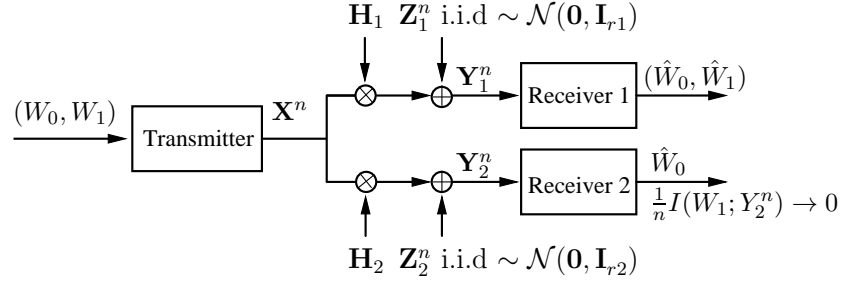 H₁ Z₁ⁿ i.i.d ∼ 𝒩(0, I_{r1})
(W₀, W₁)
Transmitter
Xⁿ
⊗ ⊕
Y₁ⁿ
Receiver 1
(Ŵ₀, Ŵ₁)
⊗ ⊕
Y₂ⁿ
Receiver 2
Ŵ₀
1/n I(W₁; Y₂ⁿ) → 0
H₂ Z₂ⁿ i.i.d ∼ 𝒩(0, I_{r2})